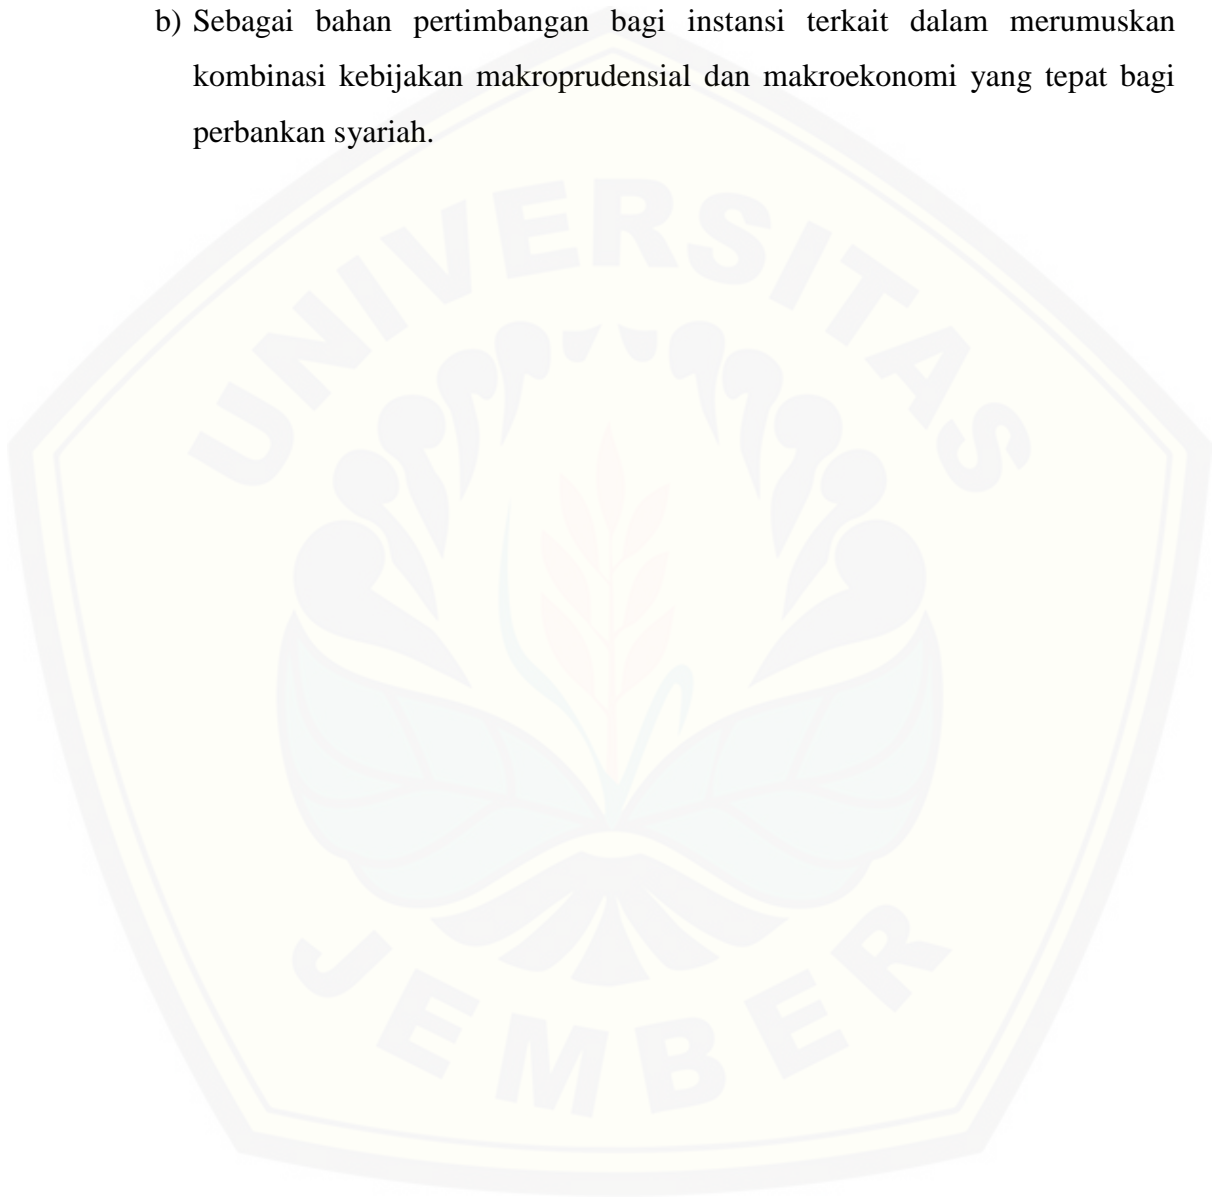 b) Sebagai bahan pertimbangan bagi instansi terkait dalam merumuskan
kombinasi kebijakan makroprudensial dan makroekonomi yang tepat bagi
perbankan syariah.
UNIVERSITAS
JEMBER